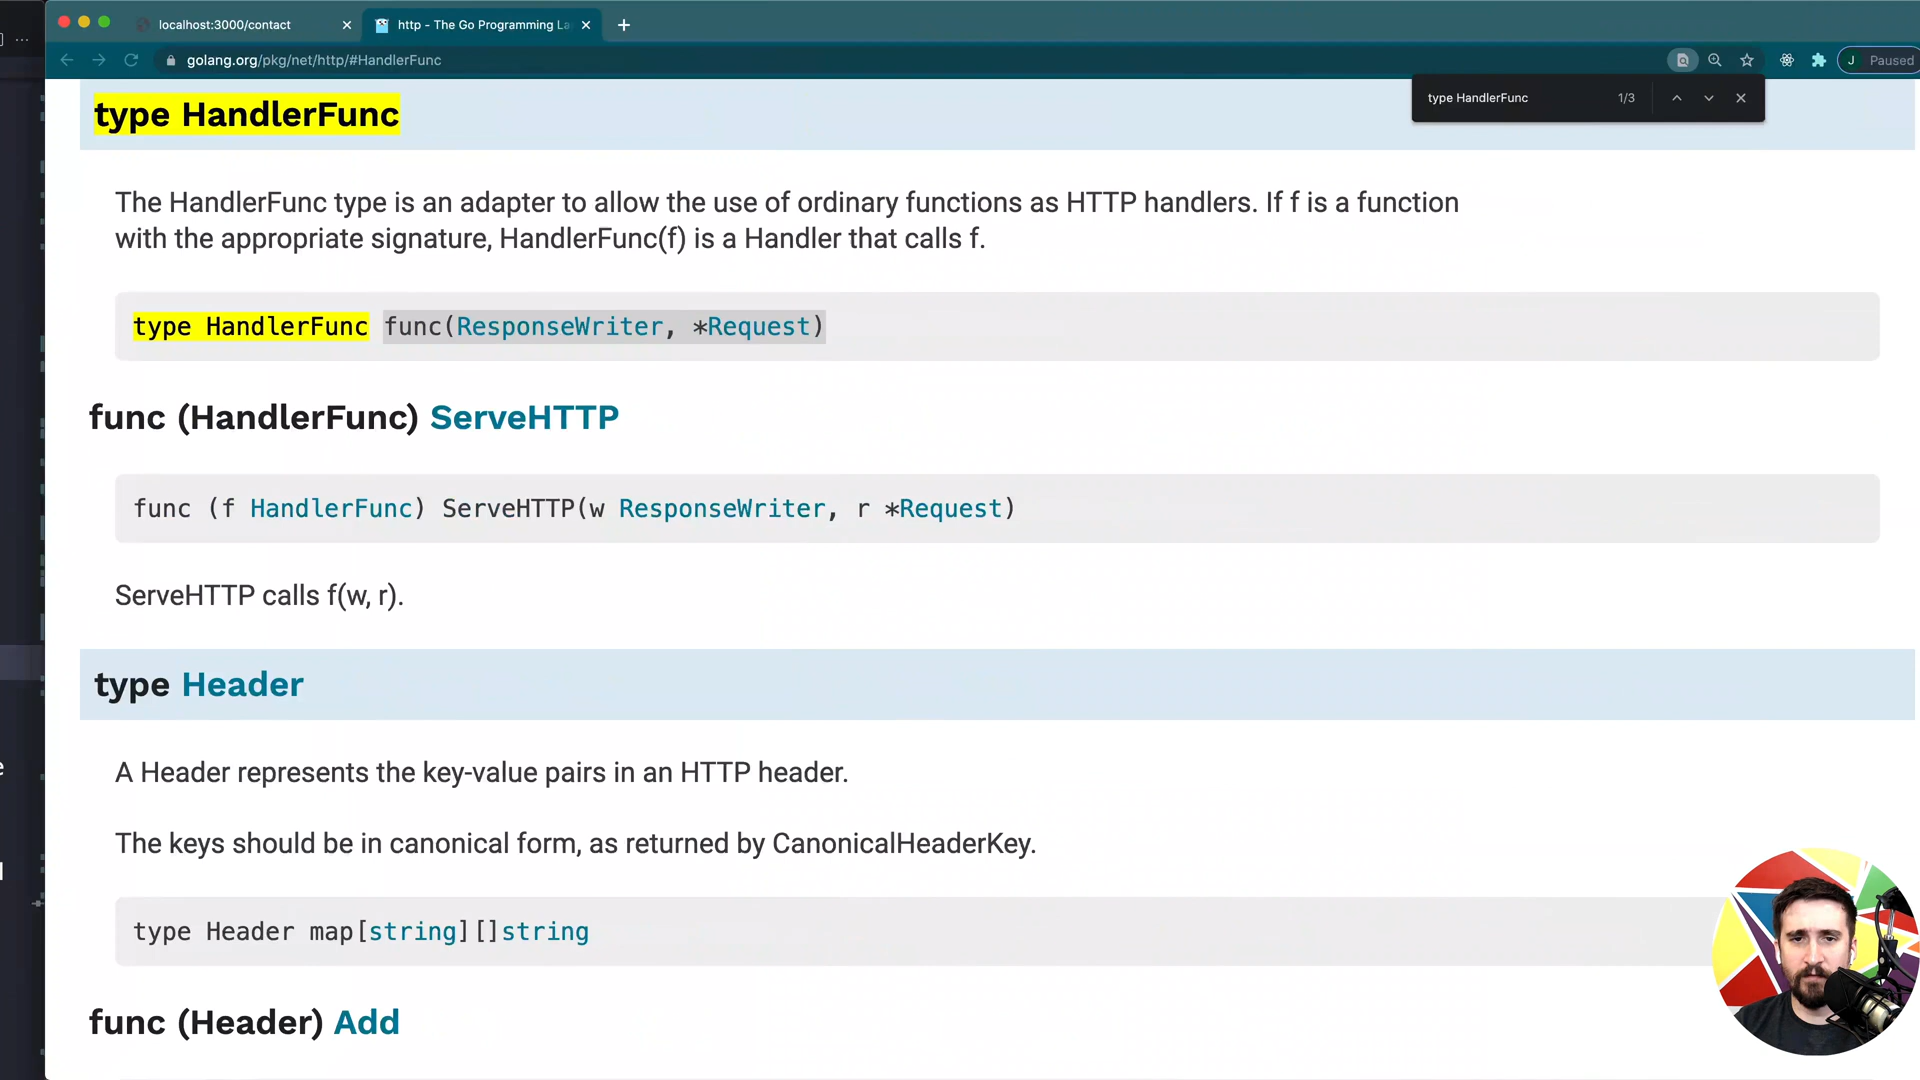 localhost:3000/contact
http - The Go Programming La
golang.org/pkg/net/http/#HandlerFunc
J Paused
type HandlerFunc 1/3
type HandlerFunc
The HandlerFunc type is an adapter to allow the use of ordinary functions as HTTP handlers. If f is a function
with the appropriate signature, HandlerFunc(f) is a Handler that calls f.
type HandlerFunc func(ResponseWriter, *Request)
func (HandlerFunc) ServeHTTP
func (f HandlerFunc) ServeHTTP(w ResponseWriter, r *Request)
ServeHTTP calls f(w, r).
type Header
A Header represents the key-value pairs in an HTTP header.
The keys should be in canonical form, as returned by CanonicalHeaderKey.
type Header map[string][]string
func (Header) Add